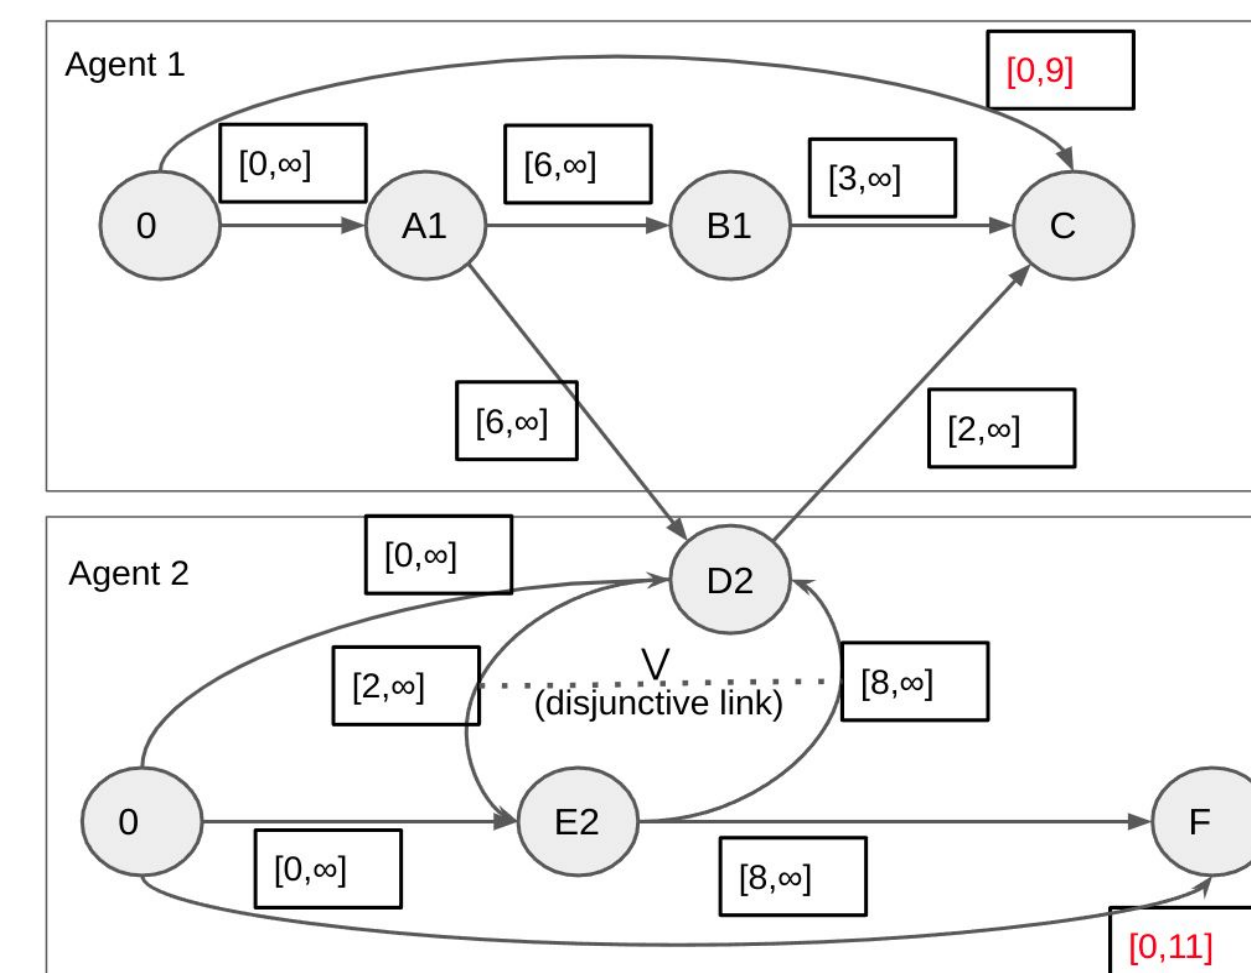 Agent 1
[0,9]
[0,∞]
[6,∞]
[3,∞]
0
A1
B1
C
[6,∞]
[2,∞]
Agent 2
[0,∞]
D2
[2,∞]
V
(disjunctive link)
[8,∞]
0
E2
F
[0,∞]
[8,∞]
[0,11]